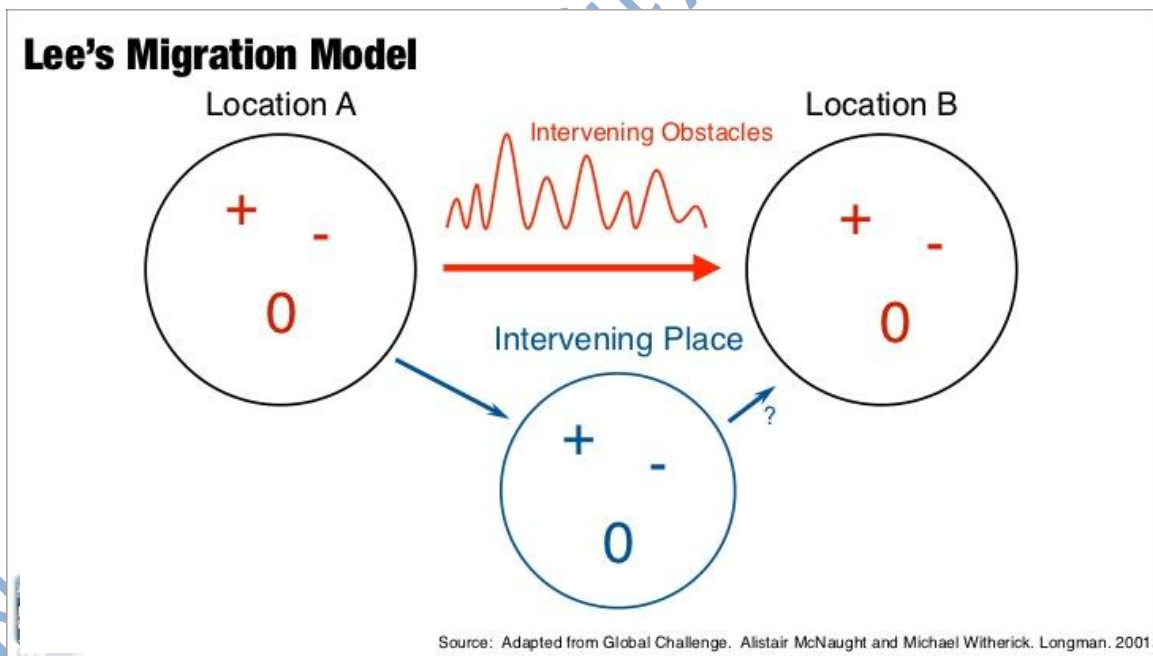 Lee's Migration Model
Location A
Location B
Intervening Obstacles
+
-
0
+
-
0
Intervening Place
?
+
-
0
Source: Adapted from Global Challenge. Alistair McNaught and Michael Witherick. Longman. 2001